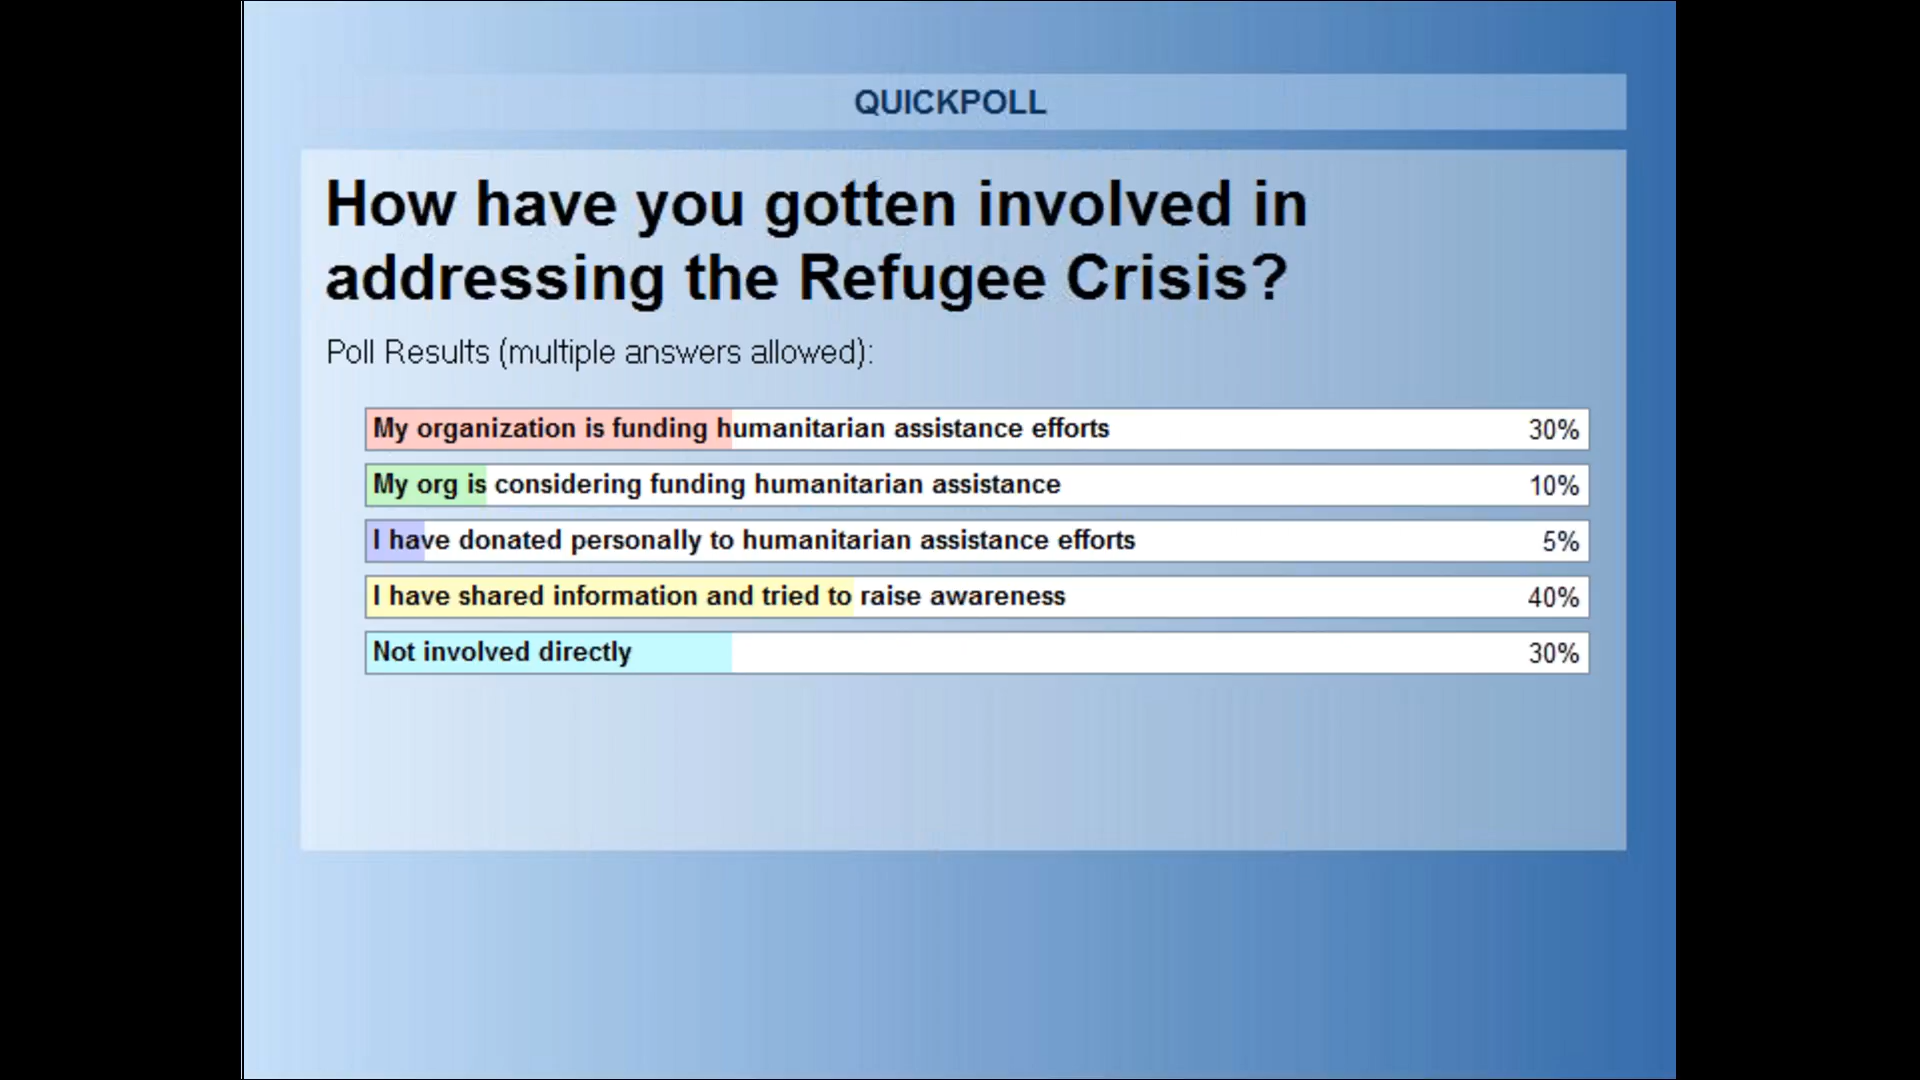 QUICKPOLL
How have you gotten involved in
addressing the Refugee Crisis?
Poll Results (multiple answers allowed):
My organization is funding humanitarian assistance efforts 30%
My org is considering funding humanitarian assistance 10%
I have donated personally to humanitarian assistance efforts 5%
I have shared information and tried to raise awareness 40%
Not involved directly 30%